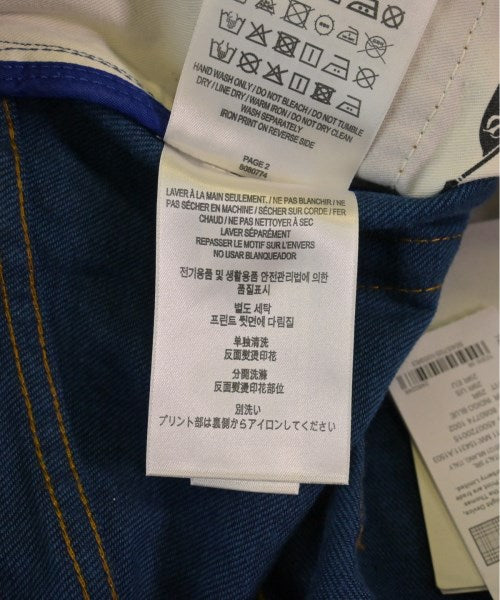 HAND WASH ONLY / DO NOT BLEACH / DO NOT TUMBLE
DRY / LINE DRY / WARM IRON / DO NOT DRY CLEAN
WASH SEPARATELY
IRON PRINT ON REVERSE SIDE
PAGE 2
8080774
LAVER À LA MAIN SEULEMENT. / NE PAS BLANCHIR / NE
PAS SÉCHER EN MACHINE / SÉCHER SUR CORDE / FER
CHAUD / NE PAS NETTOYER À SEC
LAVER SÉPARÉMENT
REPASSER LE MOTIF SUR L'ENVERS
NO USAR BLANQUEADOR
전기용품 및 생활용품 안전관리법에 의한
품질표시
별도 세탁
프린트 뒷면에 다림질
单独清洗
反面熨烫印花
分開洗滌
反面熨燙印花部位
別洗い
プリント部は裏側からアイロンしてください